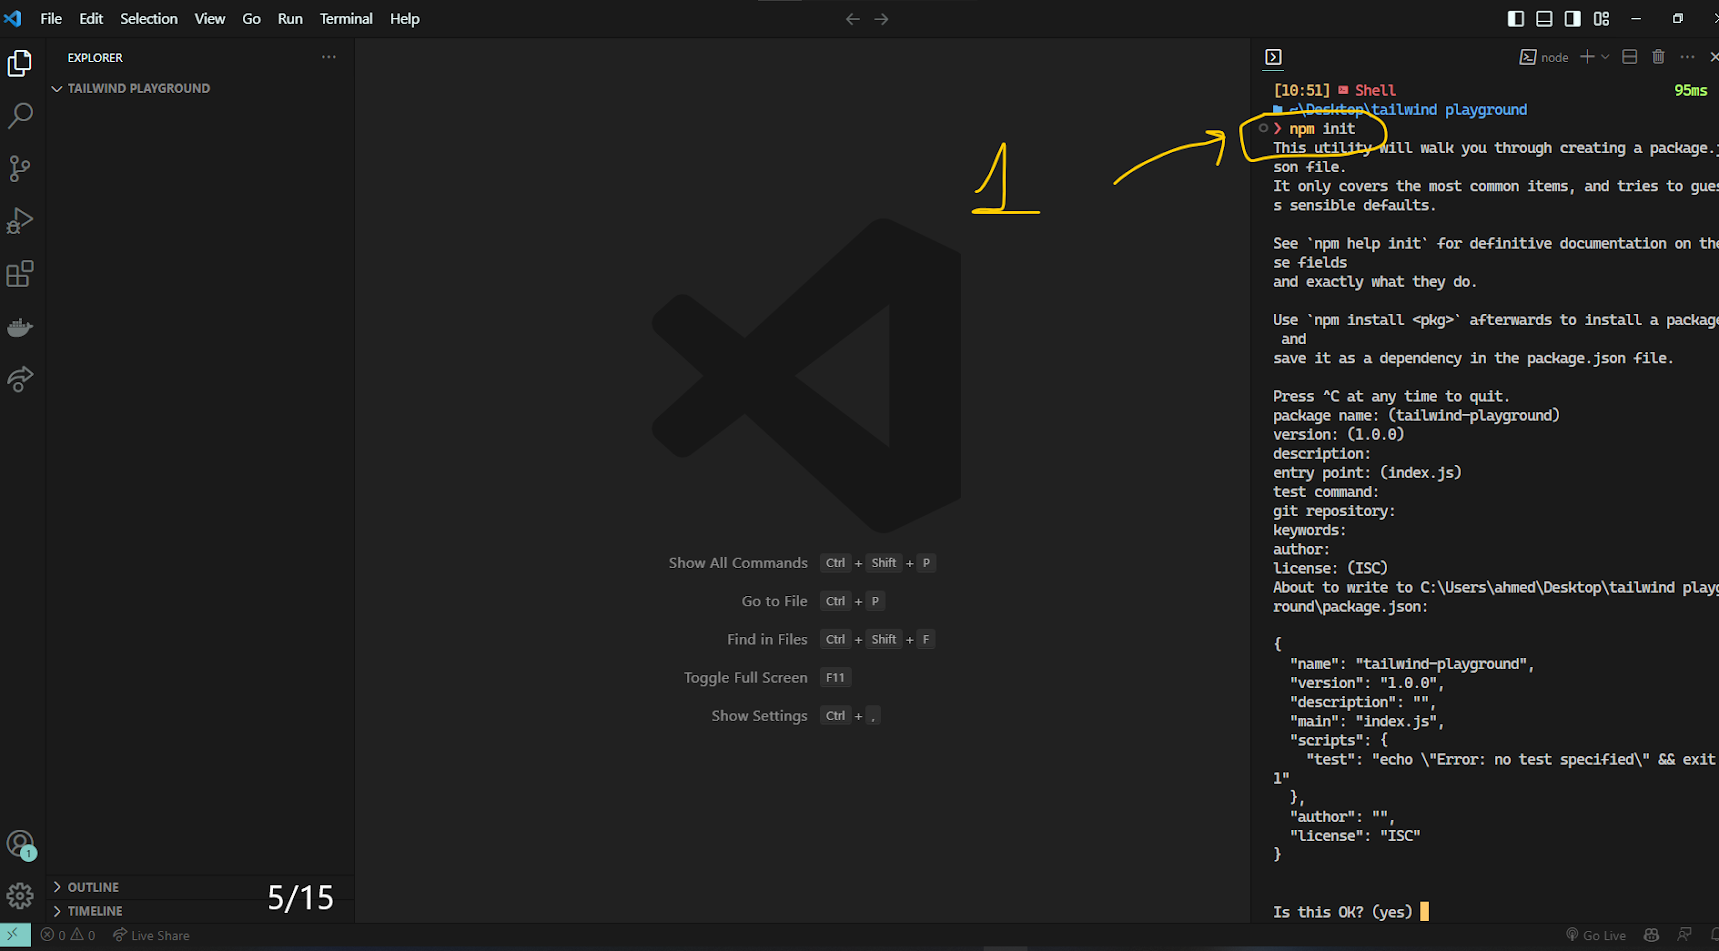 File Edit Selection View Go Run Terminal Help
EXPLORER
TAILWIND PLAYGROUND
node
[10:51] Shell 95ms
~\Desktop\tailwind playground
❯ npm init
This utility will walk you through creating a package.j
son file.
It only covers the most common items, and tries to gues
s sensible defaults.
See `npm help init` for definitive documentation on the
se fields
and exactly what they do.
Use `npm install <pkg>` afterwards to install a package
and
save it as a dependency in the package.json file.
Press ^C at any time to quit.
package name: (tailwind-playground)
version: (1.0.0)
description:
entry point: (index.js)
test command:
git repository:
keywords:
author:
license: (ISC)
About to write to C:\Users\ahmed\Desktop\tailwind playg
round\package.json:
{
"name": "tailwind-playground",
"version": "1.0.0",
"description": "",
"main": "index.js",
"scripts": {
"test": "echo \"Error: no test specified\" && exit
1"
},
"author": "",
"license": "ISC"
}
Is this OK? (yes)
1
Show All Commands Ctrl + Shift + P
Go to File Ctrl + P
Find in Files Ctrl + Shift + F
Toggle Full Screen F11
Show Settings Ctrl + ,
1
OUTLINE
TIMELINE
5/15
0 0 Live Share
Go Live